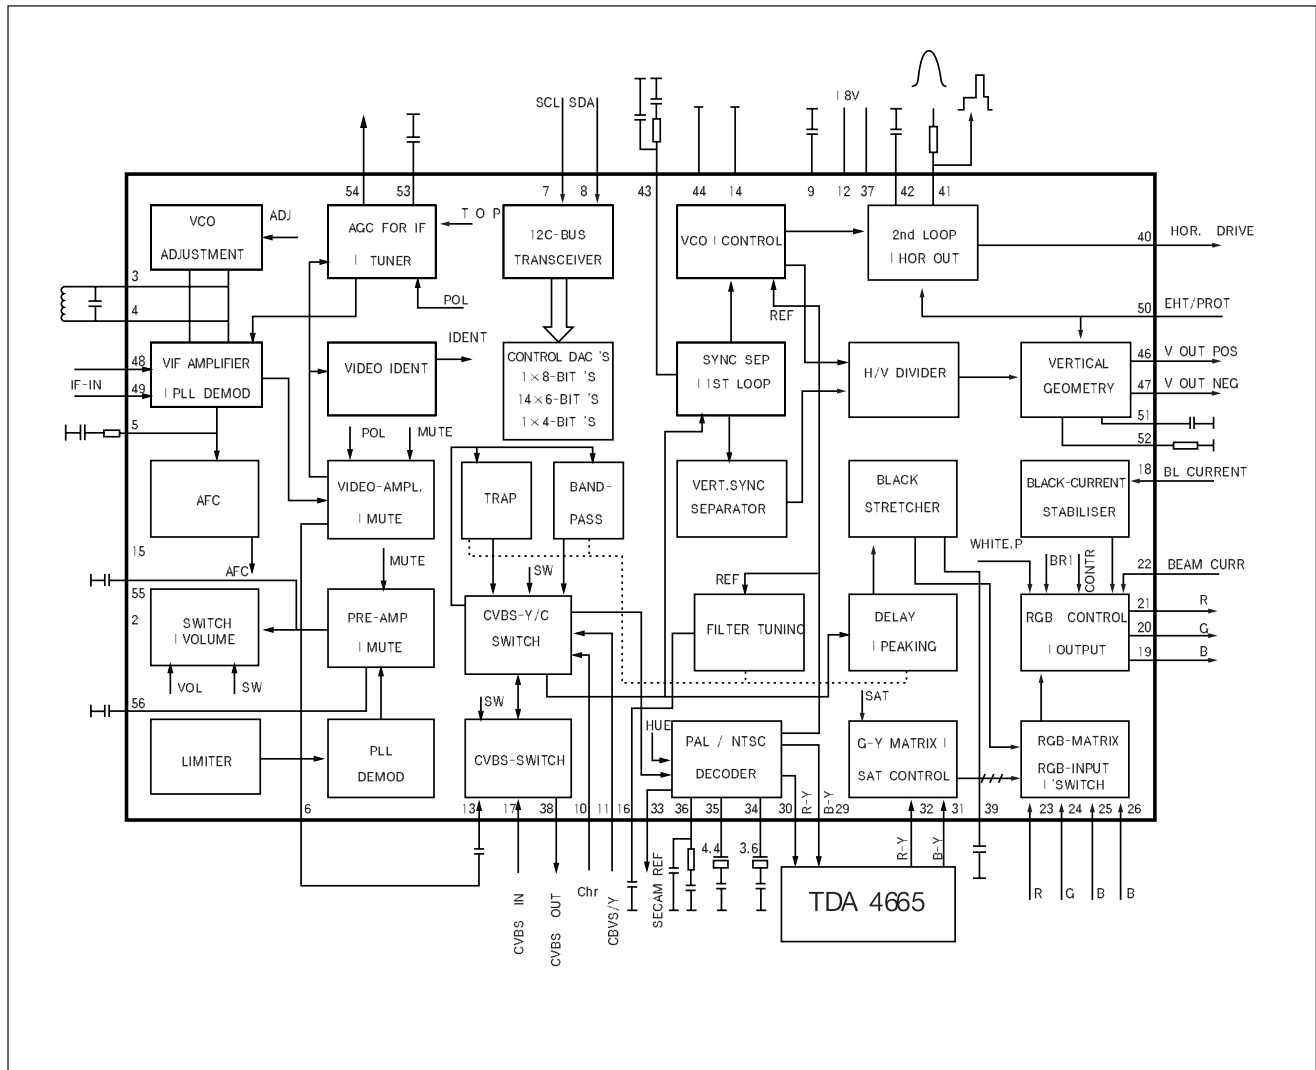 SCL SDA
I 8V
54 53 7 8 43 44 14 9 12 37 42 41
VCO
ADJUSTMENT
ADJ
AGC FOR IF
I TUNER
T O P
12C-BUS
TRANSCEIVER
VCO I CONTROL
2nd LOOP
I HOR OUT
40 HOR. DRIVE
3
4
POL
REF
50 EHT/PROT
48
IF-IN
49
VIF AMPLIFIER
I PLL DEMOD
VIDEO IDENT
IDENT
CONTROL DAC 'S
1×8-BIT 'S
14×6-BIT 'S
1×4-BIT 'S
SYNC SEP
I 1ST LOOP
H/V DIVIDER
VERTICAL
GEOMETRY
46 V OUT POS
47 V OUT NEG
51
52
5
POL
MUTE
AFC
VIDEO-AMPL.
I MUTE
TRAP
BAND-
PASS
VERT.SYNC
SEPARATOR
BLACK
STRETCHER
BLACK-CURRENT
STABILISER
18 BL CURRENT
15
AFC
MUTE
SW
REF
WHITE.P
BR1
CONTR
22 BEAM CURR
55
2
SWITCH
I VOLUME
PRE-AMP
I MUTE
CVBS-Y/C
SWITCH
FILTER TUNING
DELAY
I PEAKING
RGB CONTROL
I OUTPUT
21 R
20 G
19 B
VOL
SW
56
SW
HUE
SAT
LIMITER
PLL
DEMOD
CVBS-SWITCH
PAL / NTSC
DECODER
G-Y MATRIX I
SAT CONTROL
RGB-MATRIX
RGB-INPUT
I 'SWITCH
6 13 17 38 10 11 16 33 36 35 34 30 R-Y B-Y 29 32 31 39 23 24 25 26
4.4 3.6
R-Y B-Y
CVBS IN
CVBS OUT
Chr
CBVS/Y
SECAM REF
TDA 4665
R G B B